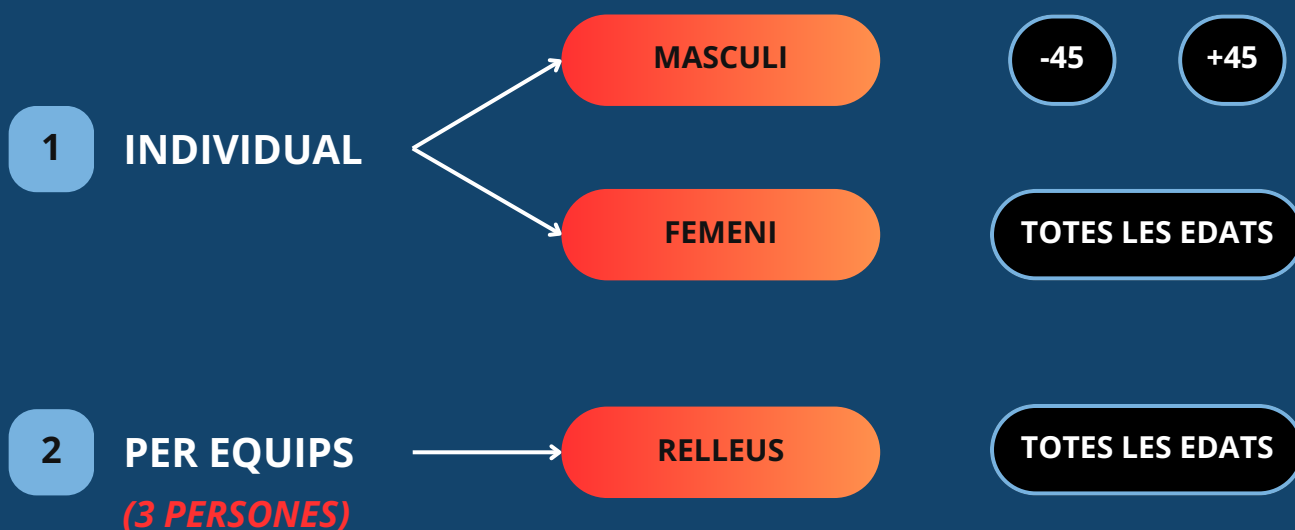 MASCULI
-45
+45
1
INDIVIDUAL
FEMENI
TOTES LES EDATS
2
PER EQUIPS
RELLEUS
TOTES LES EDATS
(3 PERSONES)